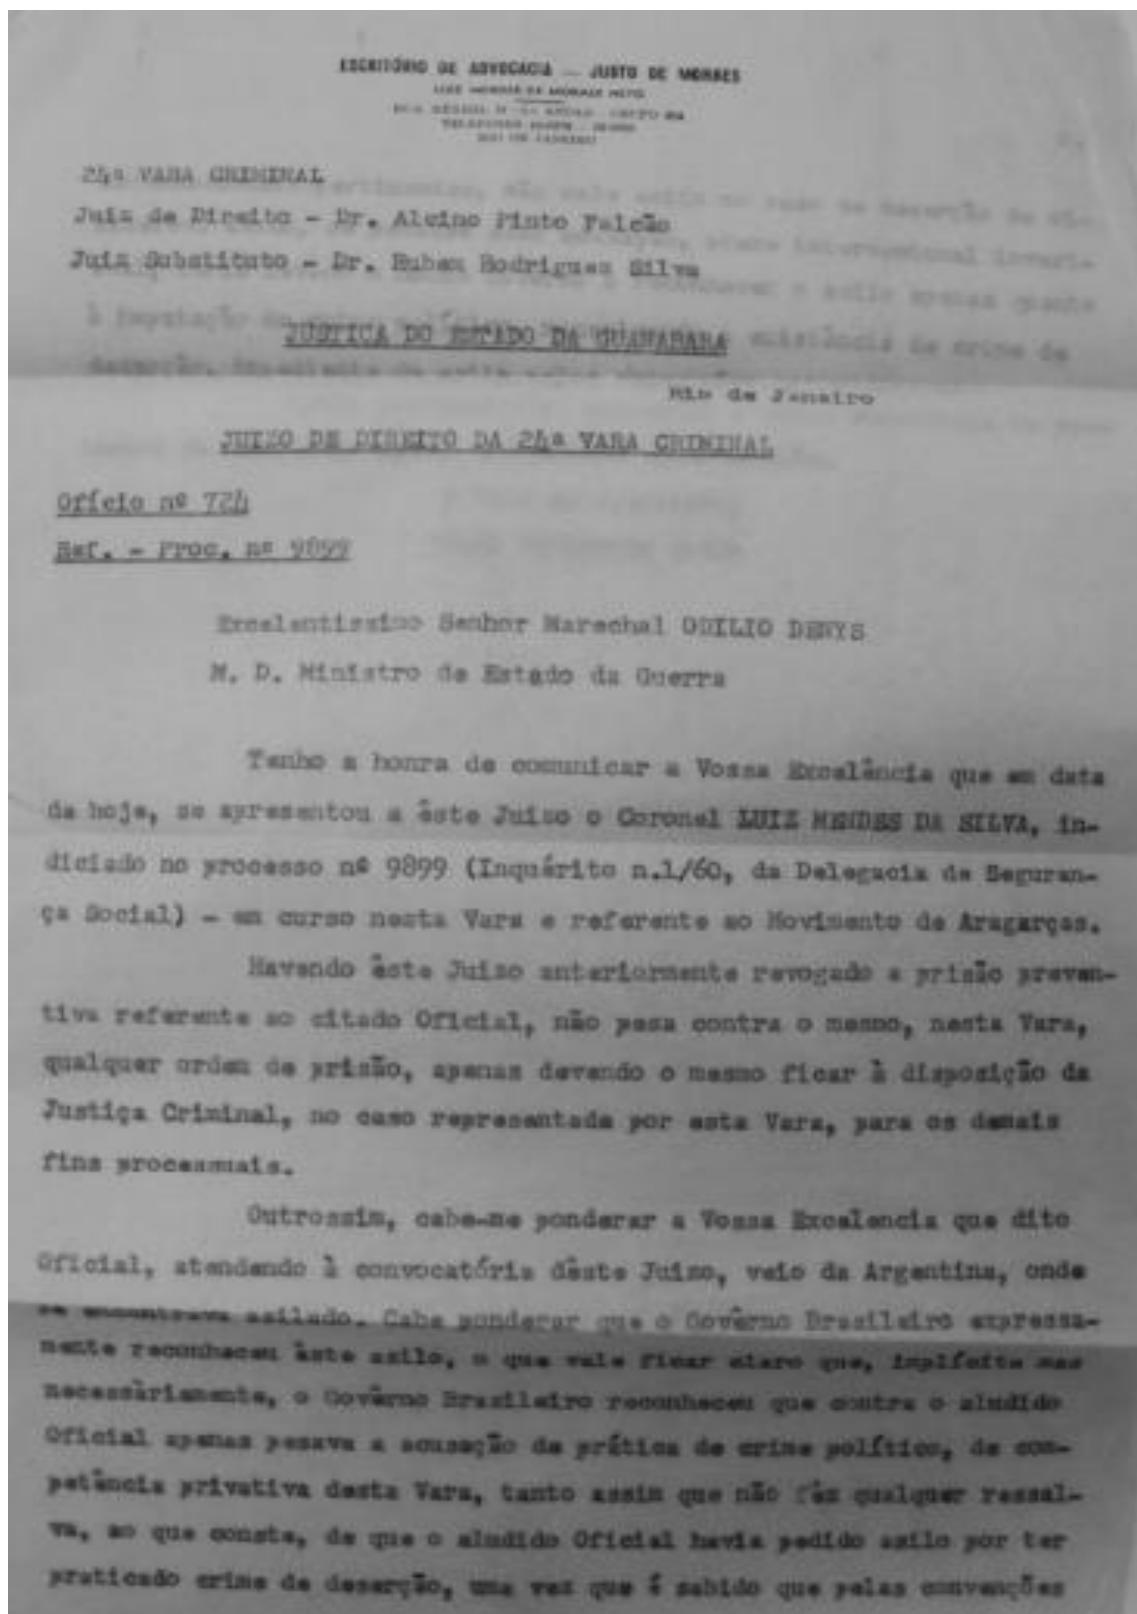 ESCRITÓRIO DE ADVOCACIA — JUSTO DE MORAES
LUIZ MENDES DE MORAES NETO
RIO DE JANEIRO
24ª VARA CRIMINAL
Juiz de Direito - Dr. Alcino Pinto Falcão
Juiz Substituto - Dr. Rubem Rodrigues Silva
JUSTIÇA DO ESTADO DA GUANABARA
Rio de Janeiro
JUIZO DE DIREITO DA 24ª VARA CRIMINAL
Ofício nº 724
Ref. - Proc. nº 9899
Excelentíssimo Senhor Marechal ODILIO DENYS
M. D. Ministro de Estado da Guerra
Tenho a honra de comunicar a Vossa Excelência que em data
de hoje, se apresentou a êste Juizo o Coronel LUIZ MENDES DA SILVA, in-
diciado no processo nº 9899 (Inquérito n.1/60, da Delegacia de Seguran-
ça Social) - em curso nesta Vara e referente ao Movimento de Aragarças.
Havendo êste Juizo anteriormente revogado a prisão preven-
tiva referente ao citado Oficial, não pesa contra o mesmo, nesta Vara,
qualquer ordem de prisão, apenas devendo o mesmo ficar à disposição da
Justiça Criminal, no caso representada por esta Vara, para os demais
fins processuais.
Outrossim, cabe-me ponderar a Vossa Excelencia que dito
Oficial, atendendo à convocatória dêste Juizo, veio da Argentina, onde
se encontrava asilado. Cabe ponderar que o Govêrno Brasileiro expressa-
mente reconheceu êste asilo, o que vale ficar claro que, implícita mas
necessàriamente, o Govêrno Brasileiro reconheceu que contra o aludido
Oficial apenas pesava a acusação da prática de crime político, de com-
petência privativa desta Vara, tanto assim que não fêz qualquer ressal-
va, ao que consta, de que o aludido Oficial havia pedido asilo por ter
praticado crime de deserção, uma vez que é sabido que pelas convenções